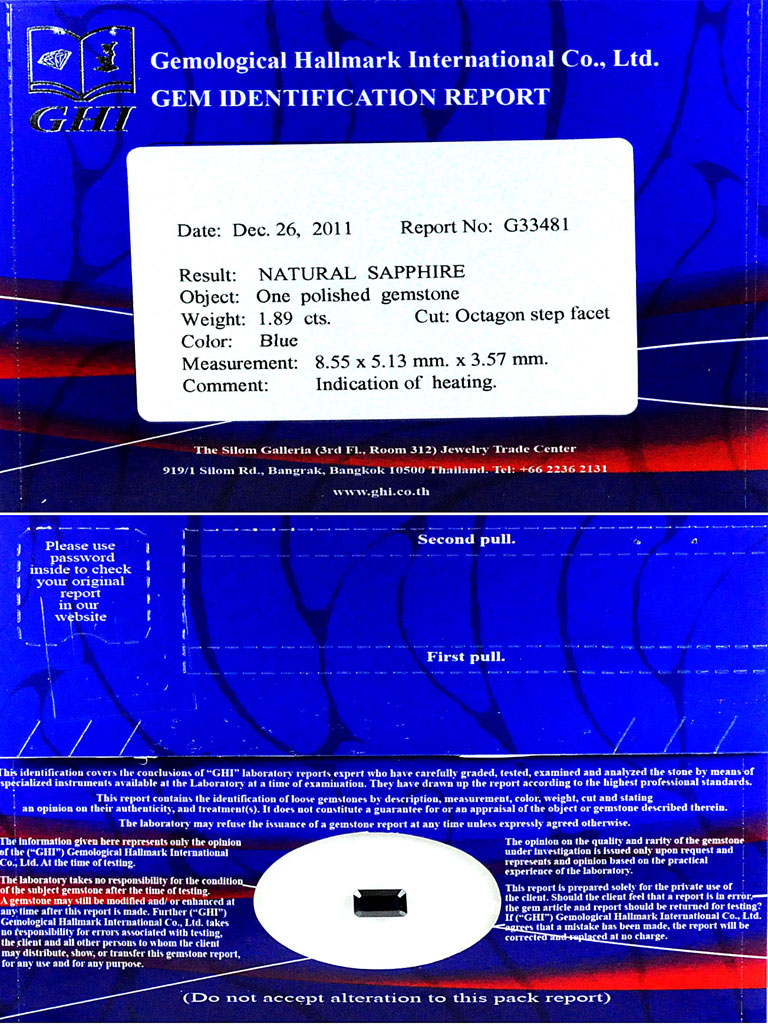 GHI
Gemological Hallmark International Co., Ltd.
GEM IDENTIFICATION REPORT
Date: Dec. 26, 2011 Report No: G33481
Result: NATURAL SAPPHIRE
Object: One polished gemstone
Weight: 1.89 cts. Cut: Octagon step facet
Color: Blue
Measurement: 8.55 x 5.13 mm. x 3.57 mm.
Comment: Indication of heating.
The Silom Galleria (3rd Fl., Room 312) Jewelry Trade Center
919/1 Silom Rd., Bangrak, Bangkok 10500 Thailand. Tel: +66 2236 2131
www.ghi.co.th
Please use
password
inside to check
your original
report
in our
website
Second pull.
First pull.
This identification covers the conclusions of “GHI” laboratory reports expert who have carefully graded, tested, examined and analyzed the stone by means of
specialized instruments available at the Laboratory at a time of examination. They have drawn up the report according to the highest professional standards.
This report contains the identification of loose gemstones by description, measurement, color, weight, cut and stating
an opinion on their authenticity, and treatment(s). It does not constitute a guarantee for or an appraisal of the object or gemstone described therein.
The laboratory may refuse the issuance of a gemstone report at any time unless expressly agreed otherwise.
The information given here represents only the opinion
of the (“GHI”) Gemological Hallmark International
Co., Ltd. At the time of testing.
The laboratory takes no responsibility for the condition
of the subject gemstone after the time of testing.
A gemstone may still be modified and/ or enhanced at
any time after this report is made. Further (“GHI”)
Gemological Hallmark International Co., Ltd. takes
no responsibility for errors associated with testing,
the client and all other persons to whom the client
may distribute, show, or transfer this gemstone report,
for any use and for any purpose.
The opinion on the quality and rarity of the gemstone
under investigation is issued only upon request and
represents and opinion based on the practical
experience of the laboratory.
This report is prepared solely for the private use of
the client. Should the client feel that a report is in error,
the gem article and report should be returned for testing?
If (“GHI”) Gemological Hallmark International Co., Ltd.
agrees that a mistake has been made, the report will be
corrected and replaced at no charge.
(Do not accept alteration to this pack report)